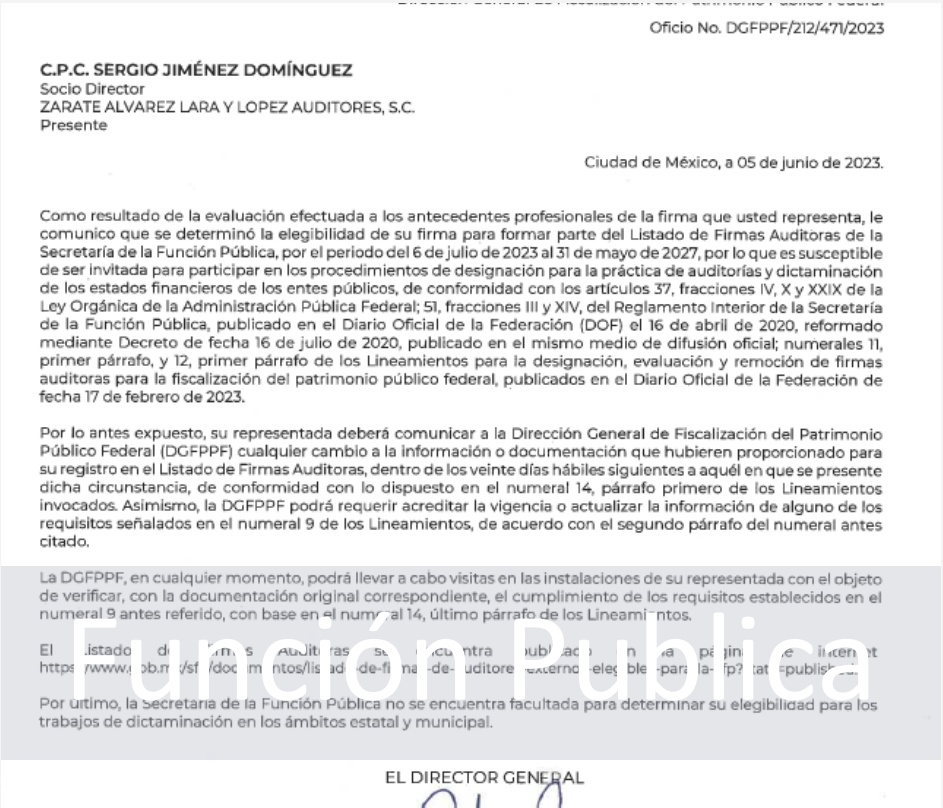 Oficio No. DGFPPF/212/471/2023
C.P.C. SERGIO JIMÉNEZ DOMÍNGUEZ
Socio Director
ZARATE ALVAREZ LARA Y LOPEZ AUDITORES, S.C.
Presente
Ciudad de México, a 05 de junio de 2023.
Como resultado de la evaluación efectuada a los antecedentes profesionales de la firma que usted representa, le
comunico que se determinó la elegibilidad de su firma para formar parte del Listado de Firmas Auditoras de la
Secretaría de la Función Pública, por el periodo del 6 de julio de 2023 al 31 de mayo de 2027, por lo que es susceptible
de ser invitada para participar en los procedimientos de designación para la práctica de auditorías y dictaminación
de los estados financieros de los entes públicos, de conformidad con los artículos 37, fracciones IV, X y XXIX de la
Ley Orgánica de la Administración Pública Federal; 51, fracciones III y XIV, del Reglamento Interior de la Secretaría
de la Función Pública, publicado en el Diario Oficial de la Federación (DOF) el 16 de abril de 2020, reformado
mediante Decreto de fecha 16 de julio de 2020, publicado en el mismo medio de difusión oficial; numerales 11,
primer párrafo, y 12, primer párrafo de los Lineamientos para la designación, evaluación y remoción de firmas
auditoras para la fiscalización del patrimonio público federal, publicados en el Diario Oficial de la Federación de
fecha 17 de febrero de 2023.
Por lo antes expuesto, su representada deberá comunicar a la Dirección General de Fiscalización del Patrimonio
Público Federal (DGFPPF) cualquier cambio a la información o documentación que hubieren proporcionado para
su registro en el Listado de Firmas Auditoras, dentro de los veinte días hábiles siguientes a aquél en que se presente
dicha circunstancia, de conformidad con lo dispuesto en el numeral 14, párrafo primero de los Lineamientos
invocados. Asimismo, la DGFPPF podrá requerir acreditar la vigencia o actualizar la información de alguno de los
requisitos señalados en el numeral 9 de los Lineamientos, de acuerdo con el segundo párrafo del numeral antes
citado.
La DGFPPF, en cualquier momento, podrá llevar a cabo visitas en las instalaciones de su representada con el objeto
de verificar, con la documentación original correspondiente, el cumplimiento de los requisitos establecidos en el
numeral 9 antes referido, con base en el numeral 14, último párrafo de los Lineamientos.
Función Publica
El Auditoras se
Por último, la Secretaría de la Función Pública no se encuentra facultada para determinar su elegibilidad para los
trabajos de dictaminación en los ámbitos estatal y municipal.
EL DIRECTOR GENERAL